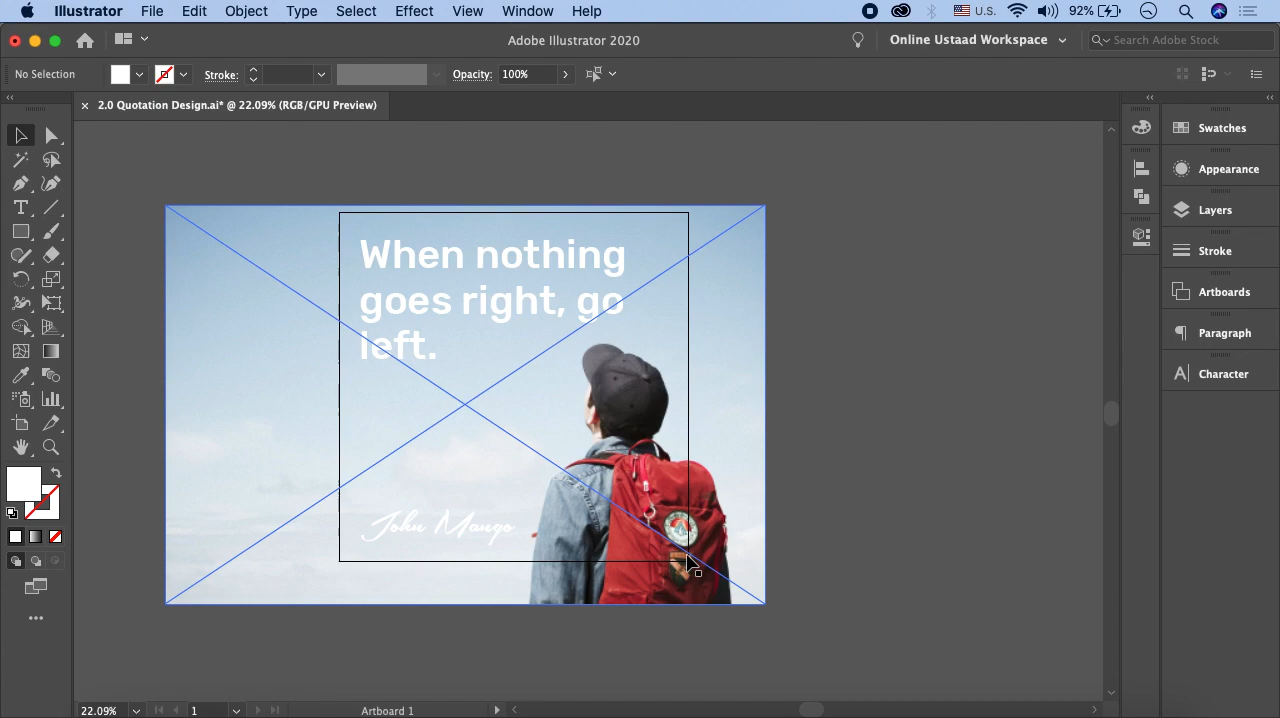 Illustrator File Edit Object Type Select Effect View Window Help U.S. 92%
Adobe Illustrator 2020 Online Ustaad Workspace Search Adobe Stock
No Selection Stroke: Opacity: 100%
2.0 Quotation Design.ai* @ 22.09% (RGB/GPU Preview)
When nothing
goes right, go
left.
John Mango
Swatches
Appearance
Layers
Stroke
Artboards
Paragraph
Character
22.09% 1 Artboard 1